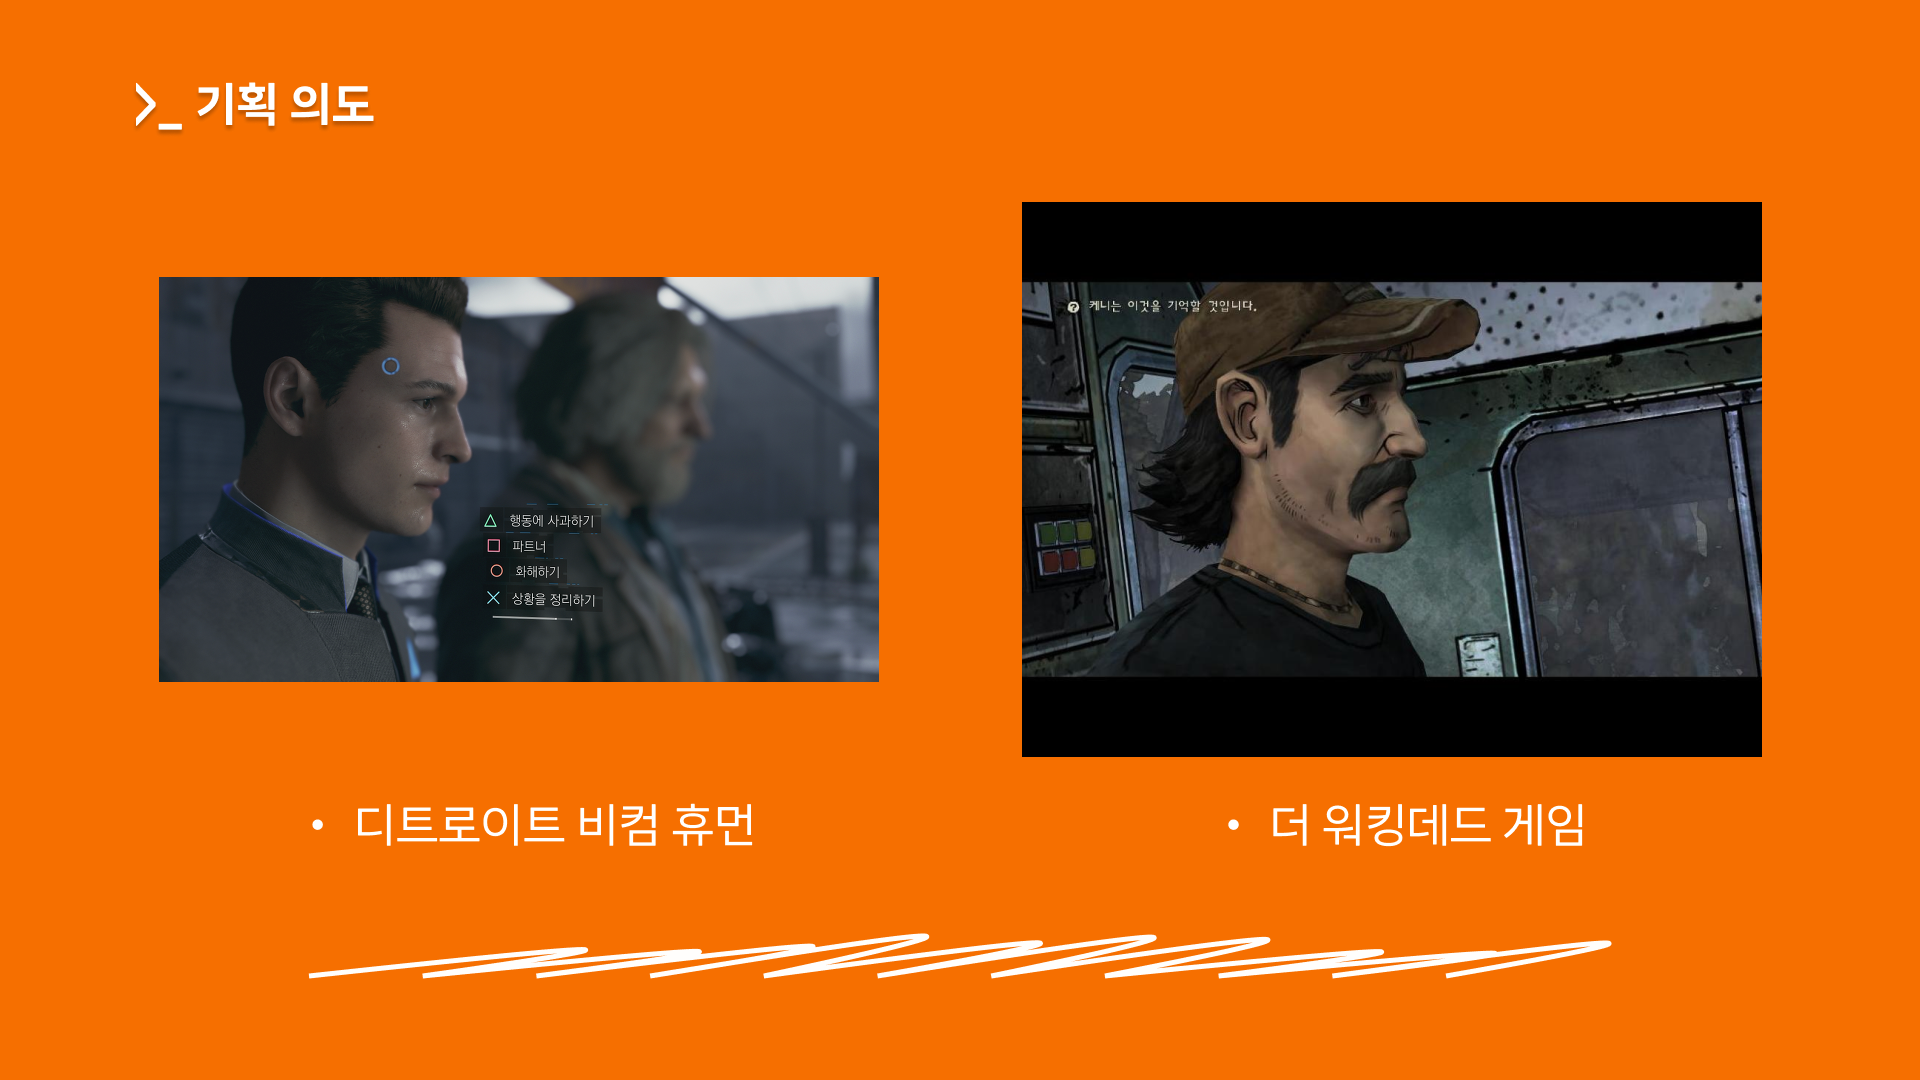 >_ 기획 의도
행동에 사과하기
파트너
화해하기
상황을 정리하기
케니는 이것을 기억할 것입니다.
• 디트로이트 비컴 휴먼
• 더 워킹데드 게임